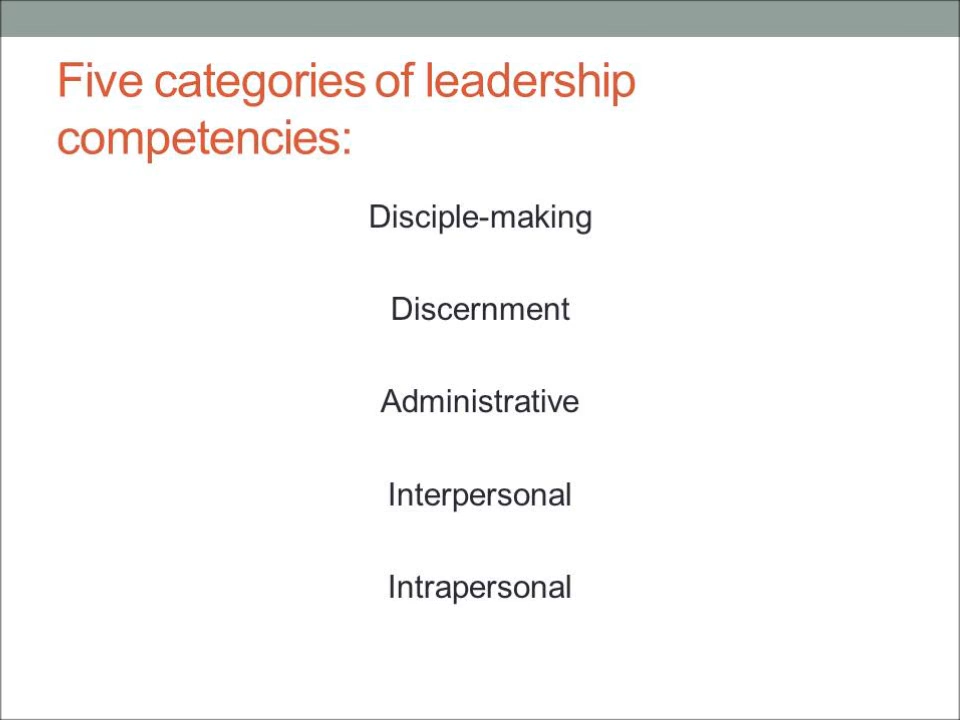 Five categories of leadership
competencies:
Disciple-making
Discernment
Administrative
Interpersonal
Intrapersonal